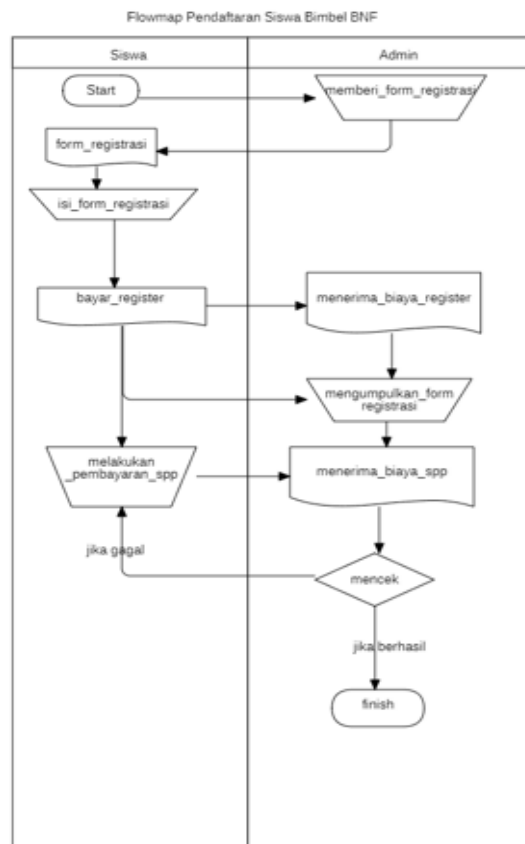 Flowmap Pendaftaran Siswa Bimbel BNF
Siswa
Admin
Start
memberi_form_registrasi
form_registrasi
isi_form_registrasi
bayar_register
menerima_biaya_register
mengumpulkan_form
registrasi
melakukan
_pembayaran_spp
menerima_biaya_spp
jika gagal
mencek
jika berhasil
finish